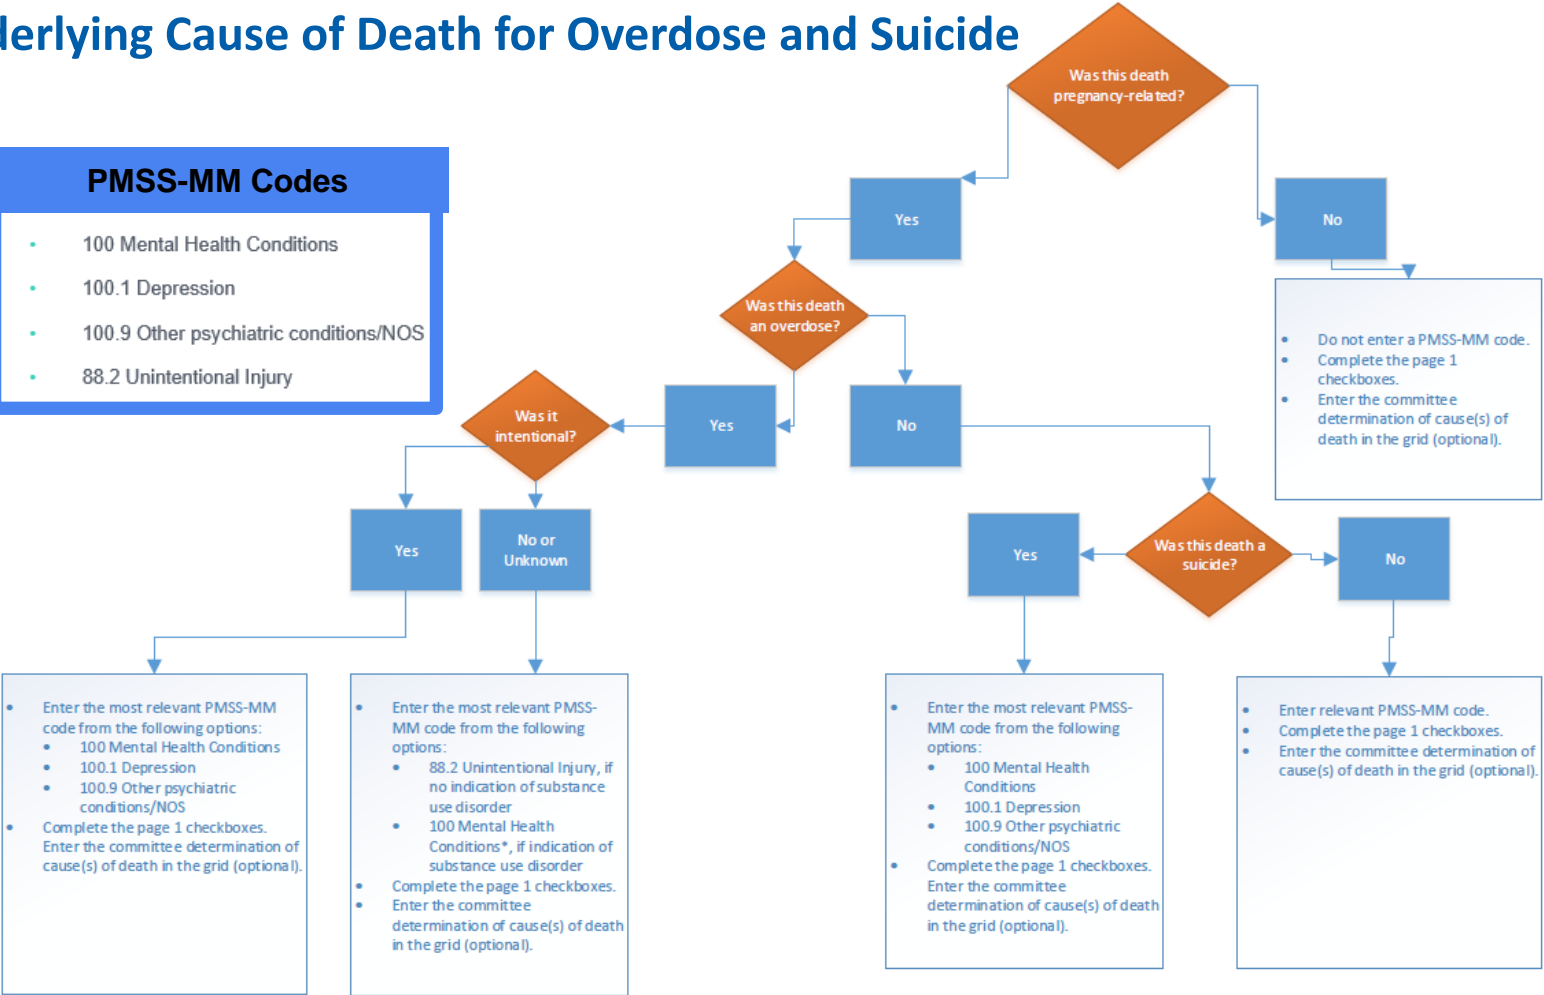 derlying Cause of Death for Overdose and Suicide
Was this death
pregnancy-related?
PMSS-MM Codes
• 100 Mental Health Conditions
• 100.1 Depression
• 100.9 Other psychiatric conditions/NOS
• 88.2 Unintentional Injury
Yes
No
Was this death
an overdose?
• Do not enter a PMSS-MM code.
• Complete the page 1
checkboxes.
• Enter the committee
determination of cause(s) of
death in the grid (optional).
Was it
intentional?
Yes
No
Yes
No or
Unknown
Yes
Was this death a
suicide?
No
• Enter the most relevant PMSS-MM
code from the following options:
• 100 Mental Health Conditions
• 100.1 Depression
• 100.9 Other psychiatric
conditions/NOS
• Complete the page 1 checkboxes.
Enter the committee determination of
cause(s) of death in the grid (optional).
• Enter the most relevant PMSS-
MM code from the following
options:
• 88.2 Unintentional Injury, if
no indication of substance
use disorder
• 100 Mental Health
Conditions*, if indication of
substance use disorder
• Complete the page 1 checkboxes.
• Enter the committee
determination of cause(s) of death
in the grid (optional).
• Enter the most relevant PMSS-
MM code from the following
options:
• 100 Mental Health
Conditions
• 100.1 Depression
• 100.9 Other psychiatric
conditions/NOS
• Complete the page 1 checkboxes.
Enter the committee
determination of cause(s) of death
in the grid (optional).
• Enter relevant PMSS-MM code.
• Complete the page 1 checkboxes.
• Enter the committee determination of
cause(s) of death in the grid (optional).